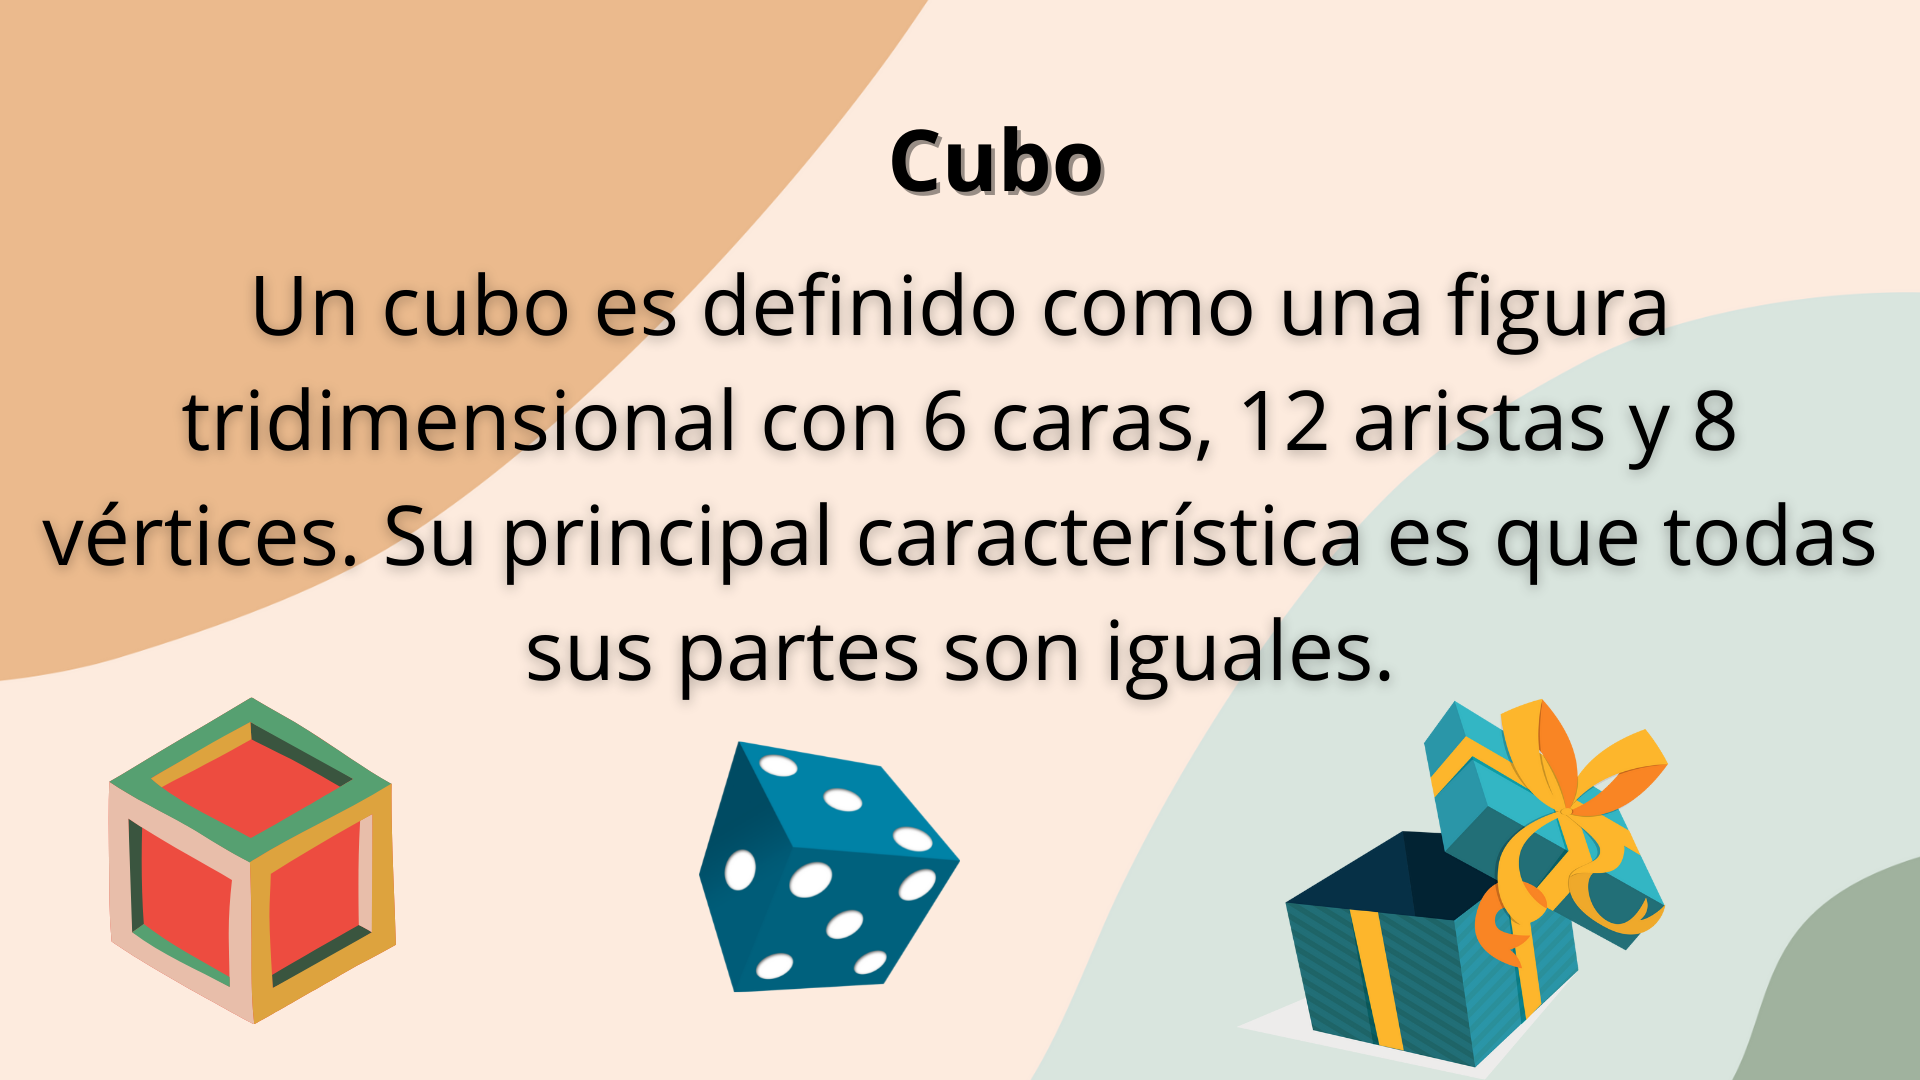 Cubo
Un cubo es definido como una figura
tridimensional con 6 caras, 12 aristas y 8
vértices. Su principal característica es que todas
sus partes son iguales.